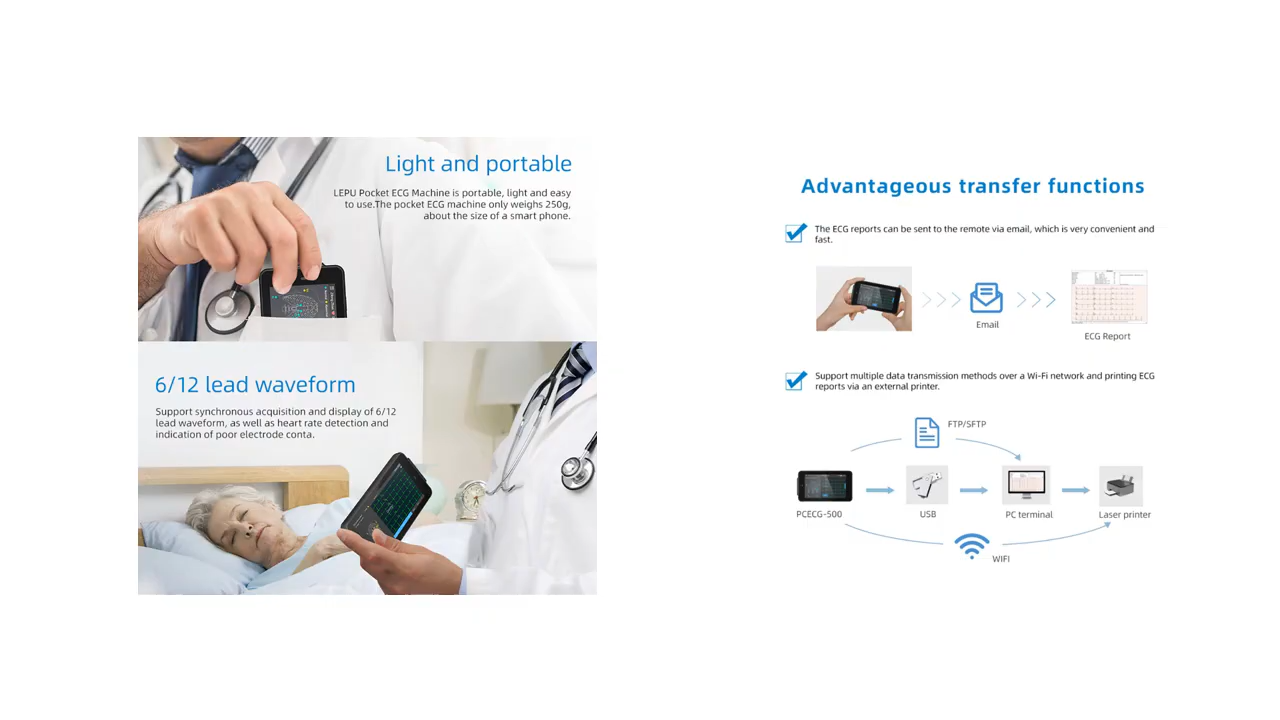 Light and portable
LEPU Pocket ECG Machine is portable, light and easy
to use.The pocket ECG machine only weighs 250g,
about the size of a smart phone.
6/12 lead waveform
Support synchronous acquisition and display of 6/12
lead waveform, as well as heart rate detection and
indication of poor electrode conta.
Advantageous transfer functions
The ECG reports can be sent to the remote via email, which is very convenient and
fast.
Email
ECG Report
Support multiple data transmission methods over a Wi-Fi network and printing ECG
reports via an external printer.
FTP/SFTP
PCECG-500
USB
PC terminal
Laser printer
WIFI